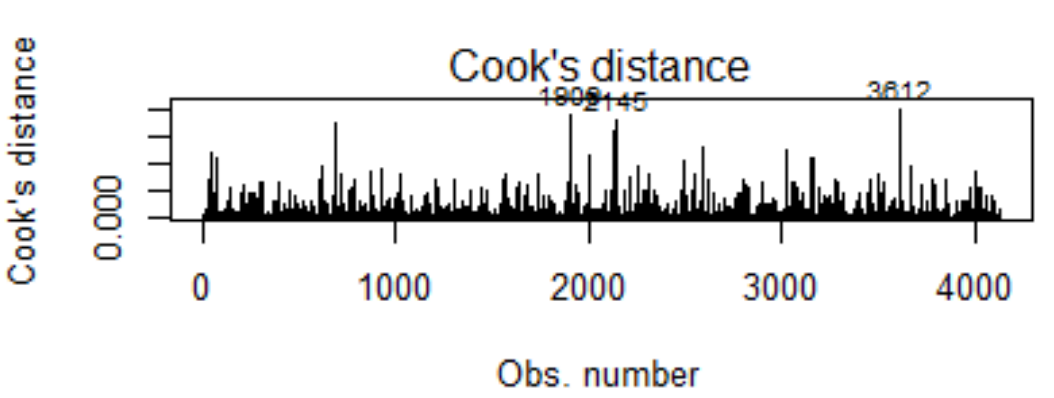 Cook's distance
2145
3612
Cook's distance
0.000
0 1000 2000 3000 4000
Obs. number